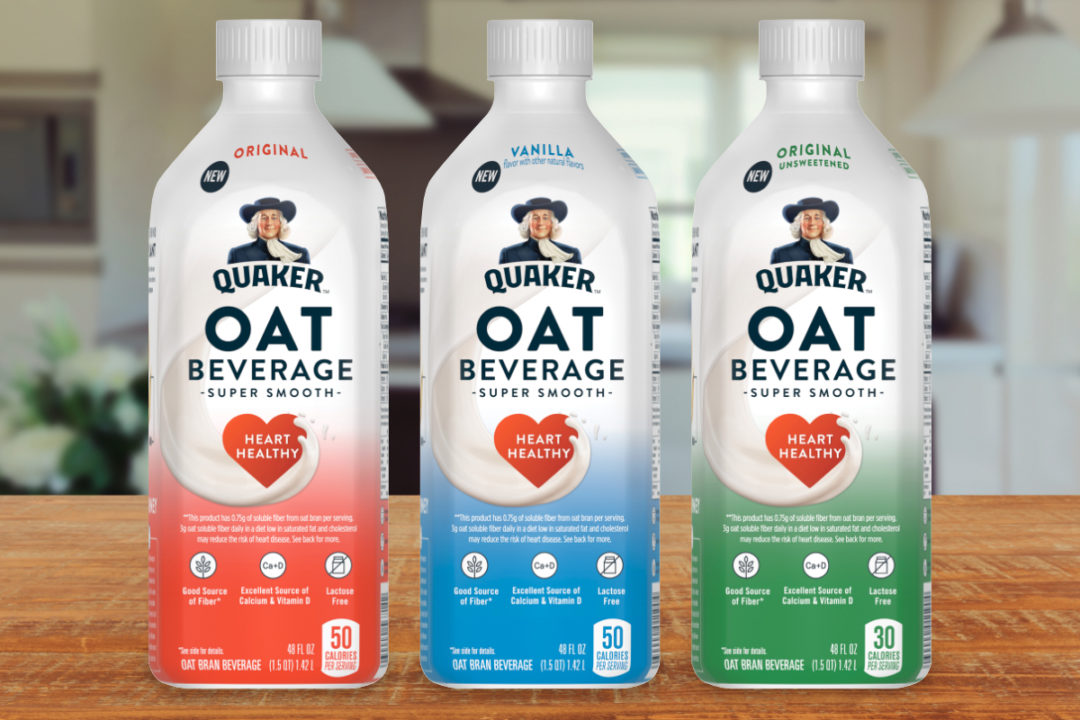 ORIGINAL
NEW
QUAKER™
OAT
BEVERAGE
-SUPER SMOOTH-
HEART
HEALTHY
**This product has 0.75g of soluble fiber from oat bran per serving.
3g oat soluble fiber daily in a diet low in saturated fat and cholesterol
may reduce the risk of heart disease. See back for more.
Ca+D
Good Source
of Fiber*
Excellent Source of
Calcium & Vitamin D
Lactose
Free
*See side for details.
48 FL OZ
OAT BRAN BEVERAGE (1.5 QT) 1.42 L
50
CALORIES
PER SERVING
VANILLA
flavor with other natural flavors
NEW
QUAKER™
OAT
BEVERAGE
-SUPER SMOOTH-
HEART
HEALTHY
**This product has 0.75g of soluble fiber from oat bran per serving.
3g oat soluble fiber daily in a diet low in saturated fat and cholesterol
may reduce the risk of heart disease. See back for more.
Ca+D
Good Source
of Fiber*
Excellent Source of
Calcium & Vitamin D
Lactose
Free
*See side for details.
48 FL OZ
OAT BRAN BEVERAGE (1.5 QT) 1.42 L
50
CALORIES
PER SERVING
ORIGINAL
UNSWEETENED
NEW
QUAKER™
OAT
BEVERAGE
-SUPER SMOOTH-
HEART
HEALTHY
**This product has 0.75g of soluble fiber from oat bran per serving.
3g oat soluble fiber daily in a diet low in saturated fat and cholesterol
may reduce the risk of heart disease. See back for more.
Ca+D
Good Source
of Fiber*
Excellent Source of
Calcium & Vitamin D
Lactose
Free
*See side for details.
48 FL OZ
OAT BRAN BEVERAGE (1.5 QT) 1.42 L
30
CALORIES
PER SERVING